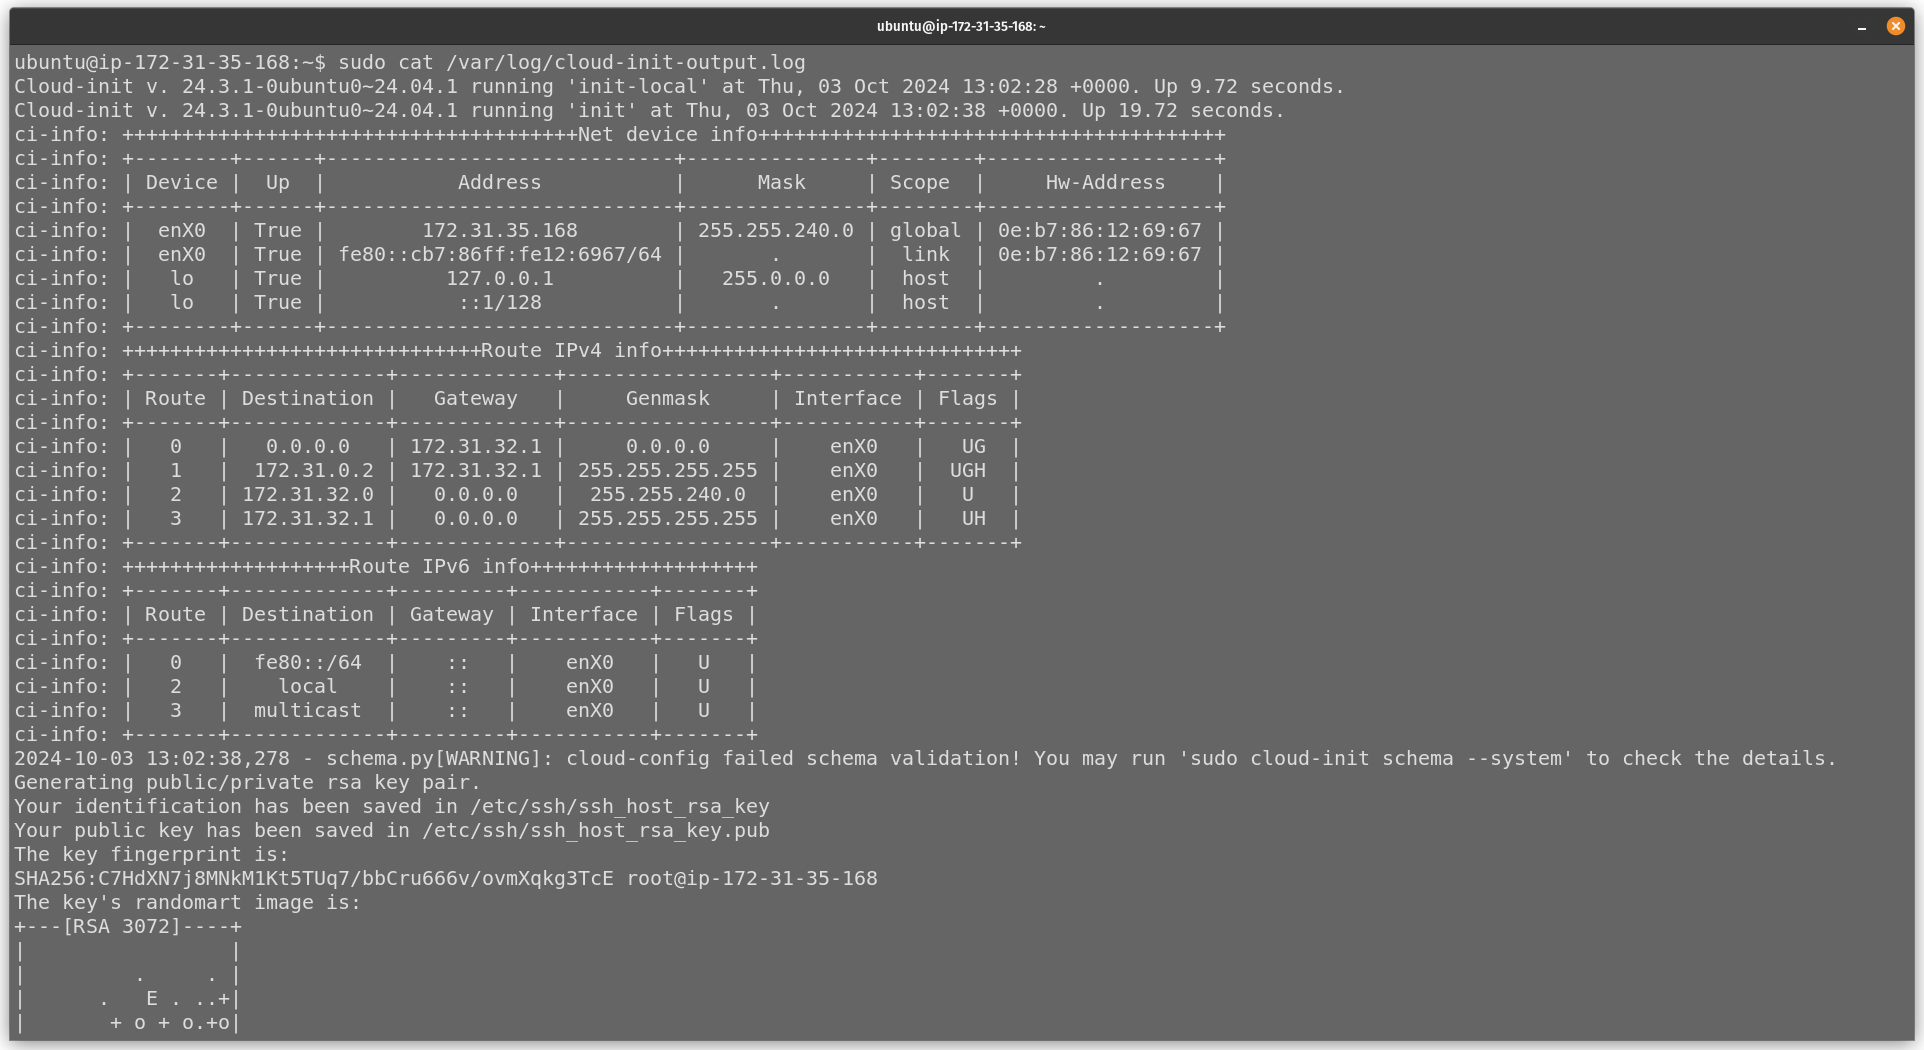 ubuntu@ip-172-31-35-168: ~
ubuntu@ip-172-31-35-168:~$ sudo cat /var/log/cloud-init-output.log
Cloud-init v. 24.3.1-0ubuntu0~24.04.1 running 'init-local' at Thu, 03 Oct 2024 13:02:28 +0000. Up 9.72 seconds.
Cloud-init v. 24.3.1-0ubuntu0~24.04.1 running 'init' at Thu, 03 Oct 2024 13:02:38 +0000. Up 19.72 seconds.
ci-info: ++++++++++++++++++++++++++++++++++++++Net device info+++++++++++++++++++++++++++++++++++++++
ci-info: +--------+------+-----------------------------+---------------+--------+-------------------+
ci-info: | Device |  Up  |           Address           |      Mask     | Scope  |     Hw-Address    |
ci-info: +--------+------+-----------------------------+---------------+--------+-------------------+
ci-info: |  enX0  | True |        172.31.35.168        | 255.255.240.0 | global | 0e:b7:86:12:69:67 |
ci-info: |  enX0  | True | fe80::cb7:86ff:fe12:6967/64 |       .       |  link  | 0e:b7:86:12:69:67 |
ci-info: |   lo   | True |          127.0.0.1          |   255.0.0.0   |  host  |         .         |
ci-info: |   lo   | True |           ::1/128           |       .       |  host  |         .         |
ci-info: +--------+------+-----------------------------+---------------+--------+-------------------+
ci-info: ++++++++++++++++++++++++++++++Route IPv4 info++++++++++++++++++++++++++++++
ci-info: +-------+-------------+-------------+-----------------+-----------+-------+
ci-info: | Route | Destination |   Gateway   |     Genmask     | Interface | Flags |
ci-info: +-------+-------------+-------------+-----------------+-----------+-------+
ci-info: |   0   |   0.0.0.0   | 172.31.32.1 |     0.0.0.0     |    enX0   |   UG  |
ci-info: |   1   |  172.31.0.2 | 172.31.32.1 | 255.255.255.255 |    enX0   |  UGH  |
ci-info: |   2   | 172.31.32.0 |   0.0.0.0   |  255.255.240.0  |    enX0   |   U   |
ci-info: |   3   | 172.31.32.1 |   0.0.0.0   | 255.255.255.255 |    enX0   |   UH  |
ci-info: +-------+-------------+-------------+-----------------+-----------+-------+
ci-info: +++++++++++++++++++Route IPv6 info+++++++++++++++++++
ci-info: +-------+-------------+---------+-----------+-------+
ci-info: | Route | Destination | Gateway | Interface | Flags |
ci-info: +-------+-------------+---------+-----------+-------+
ci-info: |   0   |  fe80::/64  |    ::   |    enX0   |   U   |
ci-info: |   2   |    local    |    ::   |    enX0   |   U   |
ci-info: |   3   |  multicast  |    ::   |    enX0   |   U   |
ci-info: +-------+-------------+---------+-----------+-------+
2024-10-03 13:02:38,278 - schema.py[WARNING]: cloud-config failed schema validation! You may run 'sudo cloud-init schema --system' to check the details.
Generating public/private rsa key pair.
Your identification has been saved in /etc/ssh/ssh_host_rsa_key
Your public key has been saved in /etc/ssh/ssh_host_rsa_key.pub
The key fingerprint is:
SHA256:C7HdXN7j8MNkM1Kt5TUq7/bbCru666v/ovmXqkg3TcE root@ip-172-31-35-168
The key's randomart image is:
+---[RSA 3072]----+
|                 |
|         .     . |
|      .   E . ..+|
|       + o + o.+o|